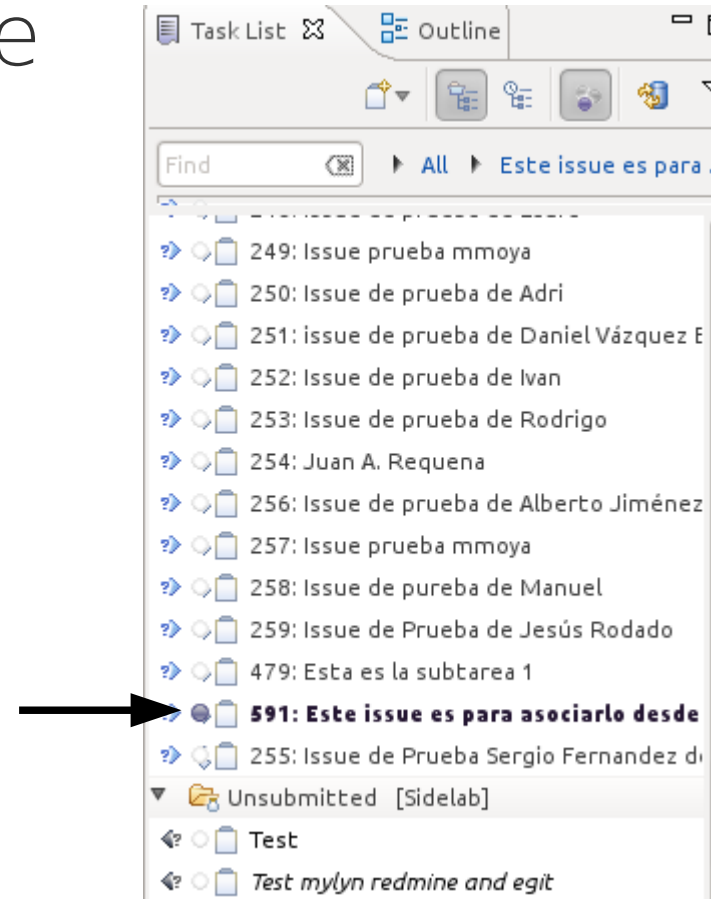 e
Task List Outline
Find All Este issue es para
249: Issue prueba mmoya
250: Issue de prueba de Adri
251: issue de prueba de Daniel Vázquez
252: Issue de prueba de Ivan
253: Issue de prueba de Rodrigo
254: Juan A. Requena
256: Issue de prueba de Alberto Jiménez
257: Issue prueba mmoya
258: Issue de pureba de Manuel
259: Issue de Prueba de Jesús Rodado
479: Esta es la subtarea 1
591: Este issue es para asociarlo desde
255: Issue de Prueba Sergio Fernandez
Unsubmitted [Sidelab]
Test
Test mylyn redmine and egit